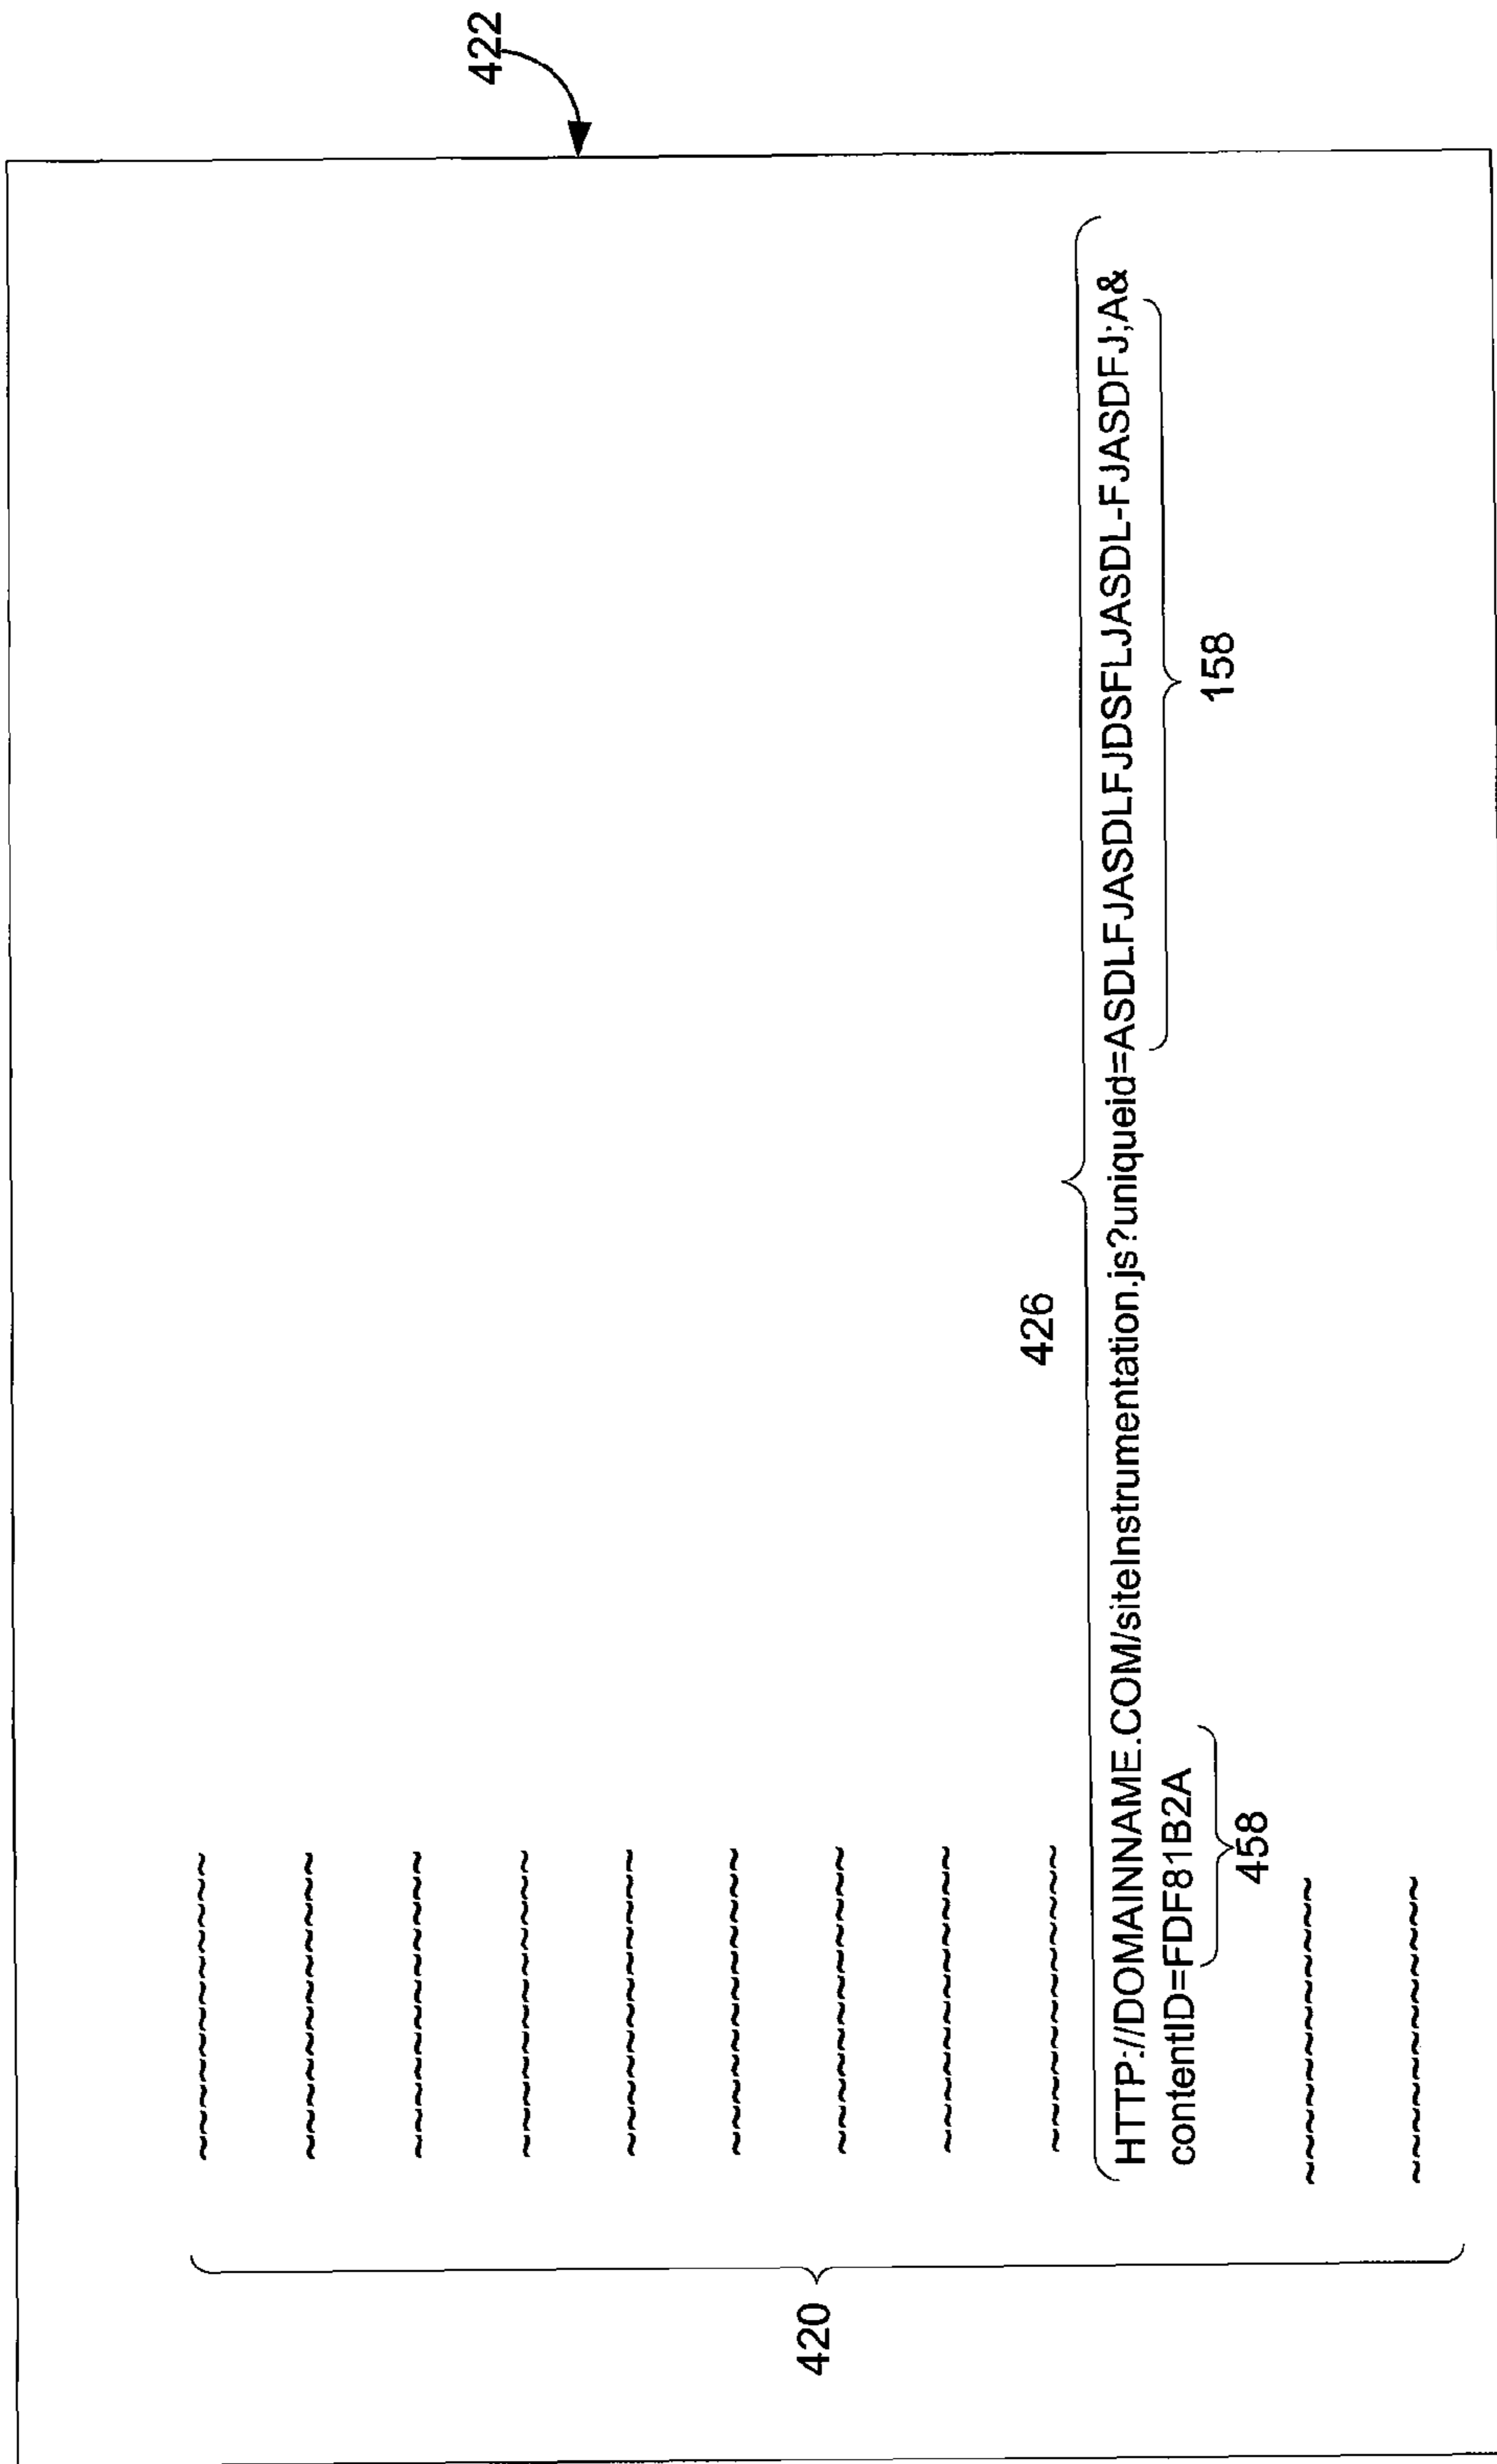 422
420
426
HTTP://DOMAINNAME.COM/siteInstrumentation.js?uniqueid=ASDLFJASDLFJDSFLJASDL-FJASDFJ;A&
contentID=FDF81B2A
158
458